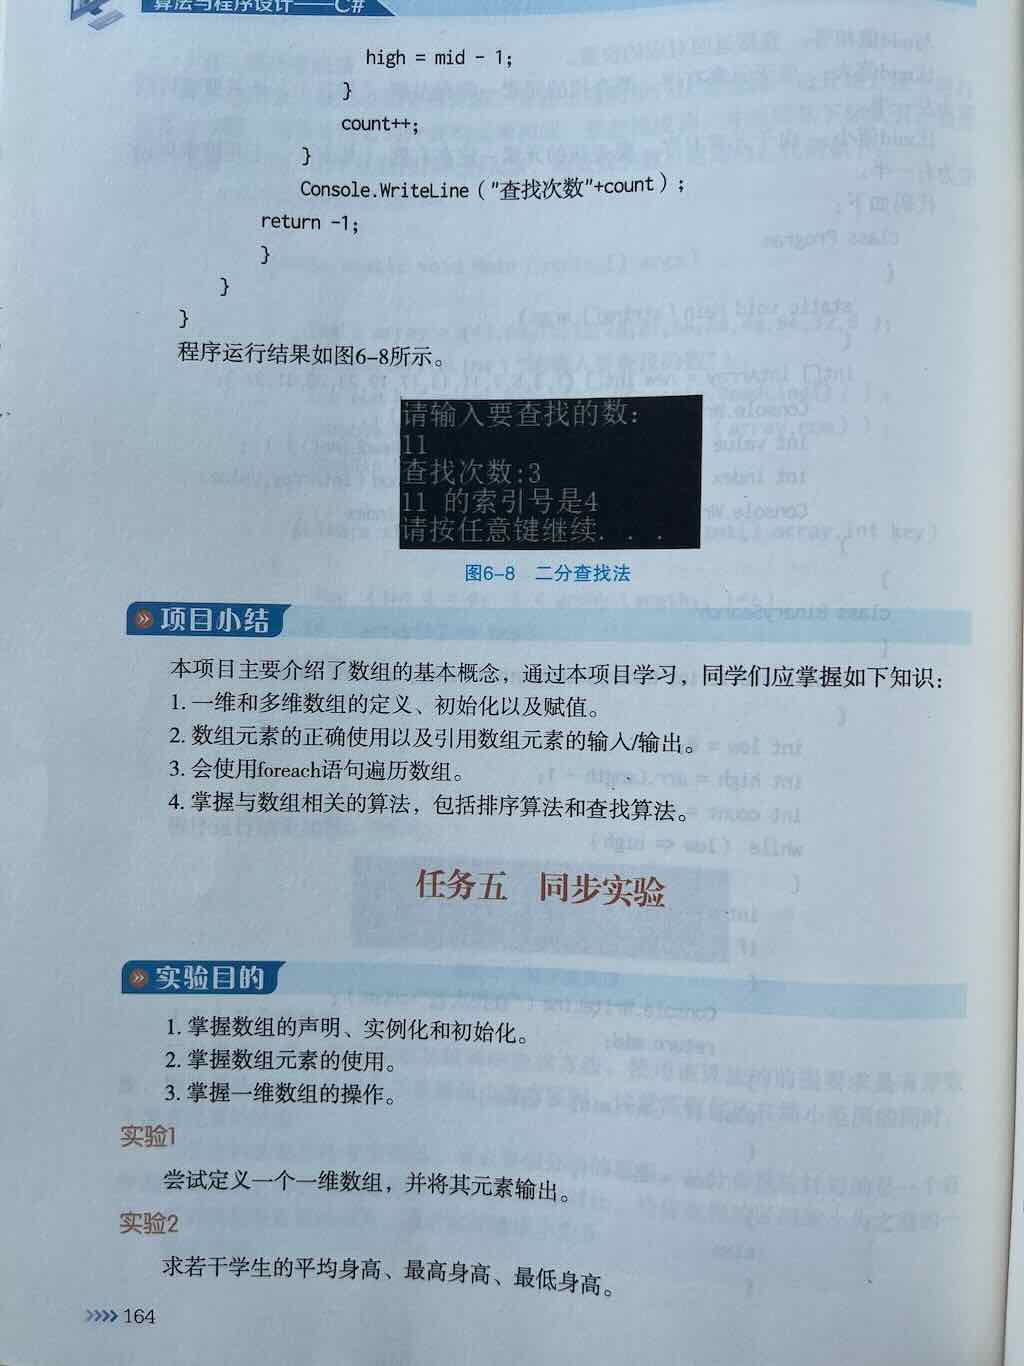 算法与程序设计——C#
high = mid - 1;
}
count++;
}
Console.WriteLine("查找次数"+count);
return -1;
}
}
}
程序运行结果如图6-8所示。
请输入要查找的数：
11
查找次数:3
11 的索引号是4
请按任意键继续. . .
图6-8 二分查找法
项目小结
本项目主要介绍了数组的基本概念，通过本项目学习，同学们应掌握如下知识：
1. 一维和多维数组的定义、初始化以及赋值。
2. 数组元素的正确使用以及引用数组元素的输入/输出。
3. 会使用foreach语句遍历数组。
4. 掌握与数组相关的算法，包括排序算法和查找算法。
任务五 同步实验
实验目的
1. 掌握数组的声明、实例化和初始化。
2. 掌握数组元素的使用。
3. 掌握一维数组的操作。
实验1
尝试定义一个一维数组，并将其元素输出。
实验2
求若干学生的平均身高、最高身高、最低身高。
164